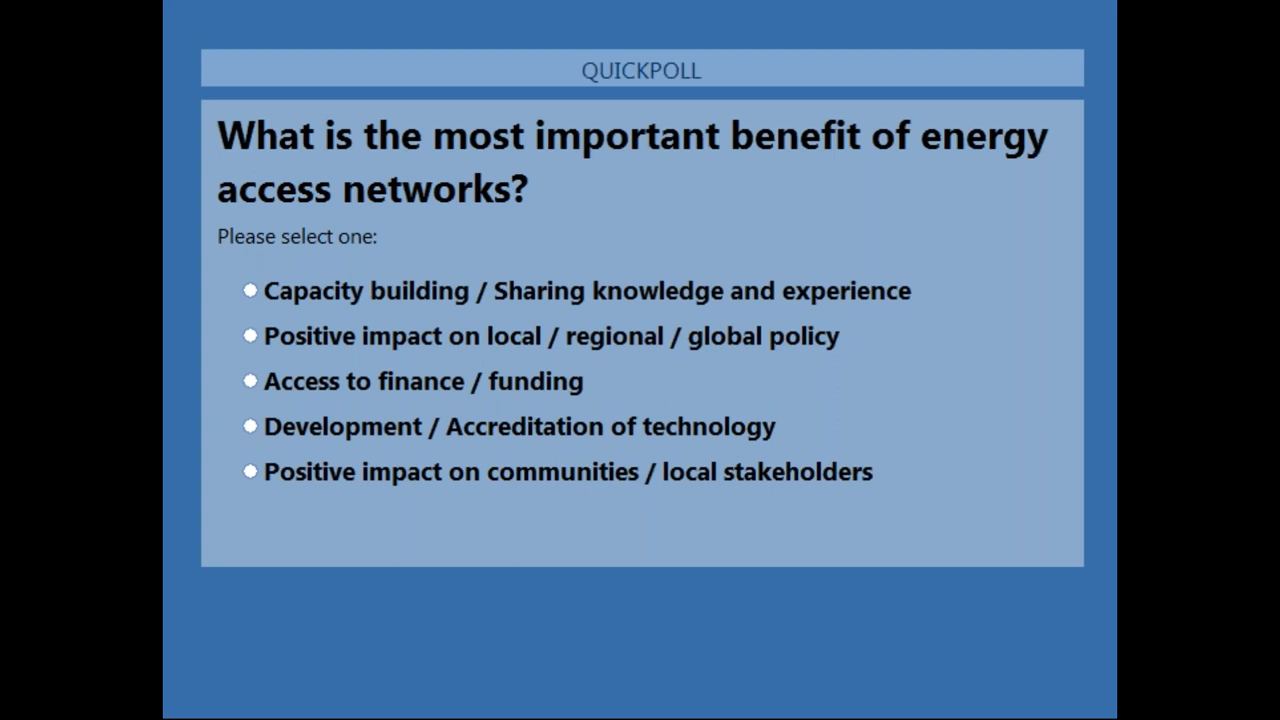 QUICKPOLL
What is the most important benefit of energy
access networks?
Please select one:
Capacity building / Sharing knowledge and experience
Positive impact on local / regional / global policy
Access to finance / funding
Development / Accreditation of technology
Positive impact on communities / local stakeholders